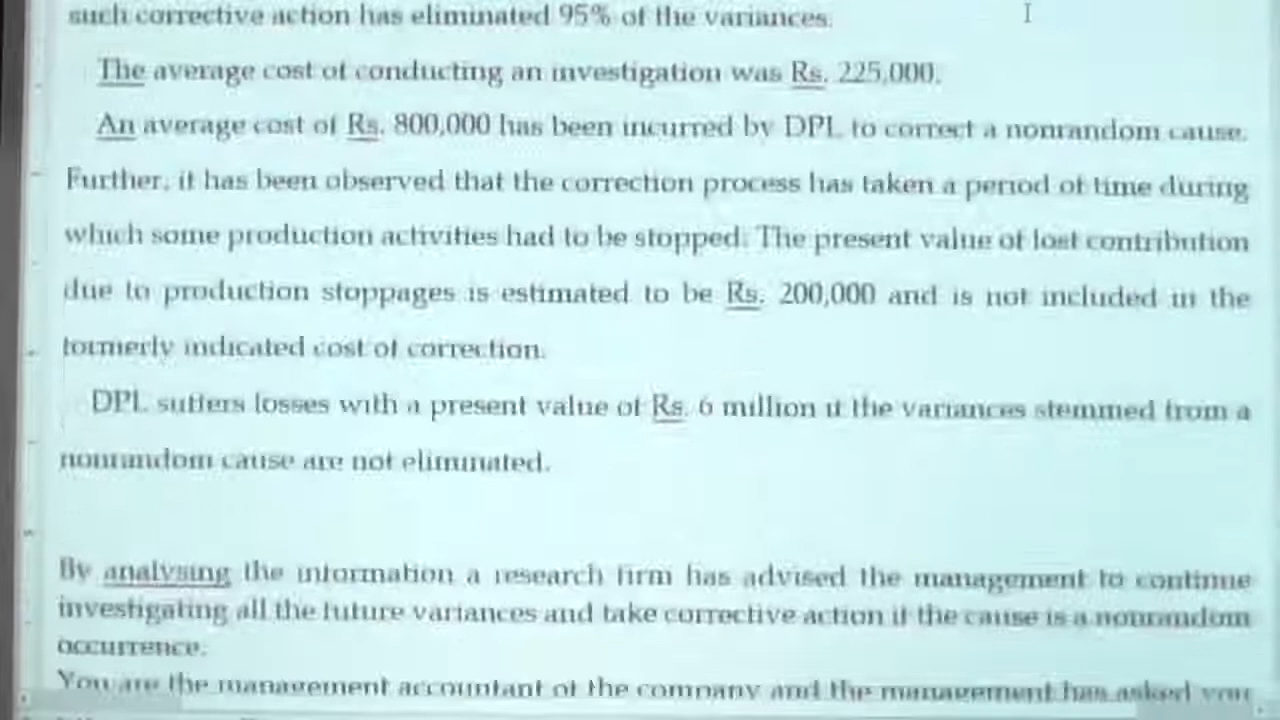 such corrective action has eliminated 95% of the variances.
The average cost of conducting an investigation was Rs. 225,000.
An average cost of Rs. 800,000 has been incurred by DPL to correct a nonrandom cause.
Further, it has been observed that the correction process has taken a period of time during
which some production activities had to be stopped. The present value of lost contribution
due to production stoppages is estimated to be Rs. 200,000 and is not included in the
formerly indicated cost of correction.
DPL suffers losses with a present value of Rs. 6 million if the variances stemmed from a
nonrandom cause are not eliminated.
By analysing the information a research firm has advised the management to continue
investigating all the future variances and take corrective action if the cause is a nonrandom
occurrence.
You are the management accountant of the company and the management has asked you